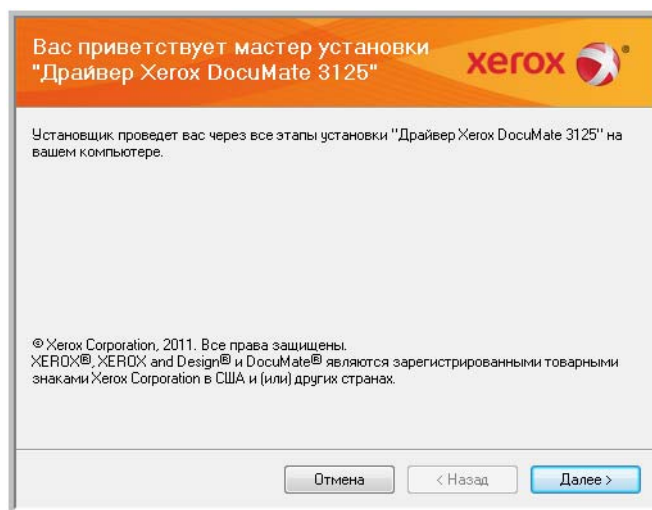 Вас приветствует мастер установки
"Драйвер Xerox DocuMate 3125"
xerox
Установщик проведет вас через все этапы установки "Драйвер Xerox DocuMate 3125" на
вашем компьютере.
© Xerox Corporation, 2011. Все права защищены.
XEROX®, XEROX and Design® и DocuMate® являются зарегистрированными товарными
знаками Xerox Corporation в США и (или) других странах.
Отмена
< Назад
Далее >